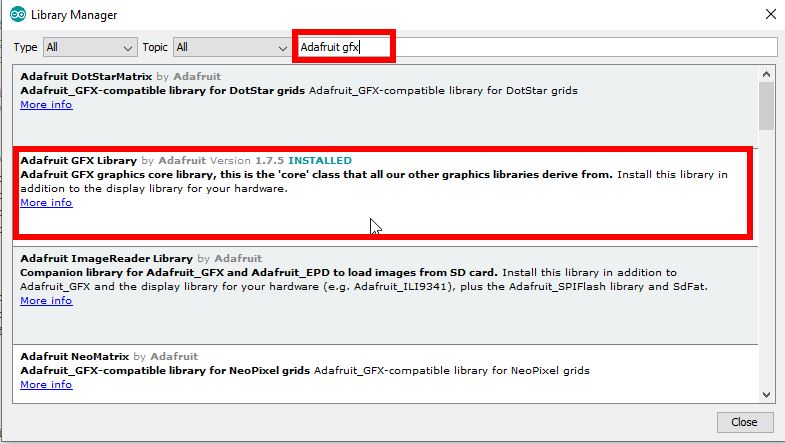 Library Manager
Type All Topic All Adafruit gfx
Adafruit DotStarMatrix by Adafruit
Adafruit_GFX-compatible library for DotStar grids Adafruit_GFX-compatible library for DotStar grids
More info
Adafruit GFX Library by Adafruit Version 1.7.5 INSTALLED
Adafruit GFX graphics core library, this is the 'core' class that all our other graphics libraries derive from. Install this library in
addition to the display library for your hardware.
More info
Adafruit ImageReader Library by Adafruit
Companion library for Adafruit_GFX and Adafruit_EPD to load images from SD card. Install this library in addition to
Adafruit_GFX and the display library for your hardware (e.g. Adafruit_ILI9341), plus the Adafruit_SPIFlash library and SdFat.
More info
Adafruit NeoMatrix by Adafruit
Adafruit_GFX-compatible library for NeoPixel grids Adafruit_GFX-compatible library for NeoPixel grids
More info
Close